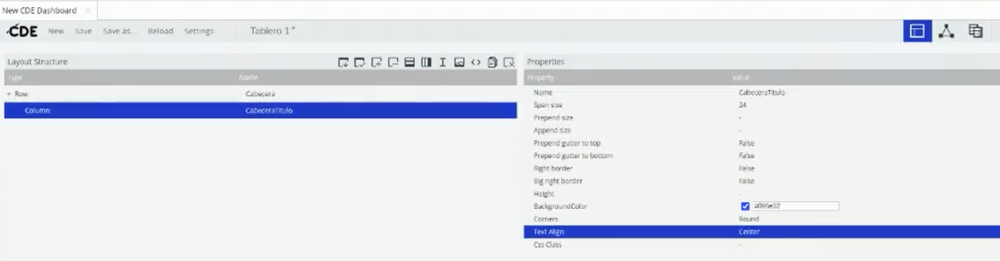 New CDE Dashboard ×
CDE New Save Save as... Reload Settings Tablero 1*
Layout Structure
Type Name
Row Cabecera
Column CabeceraTitulo
Properties
Property Value
Name CabeceraTitulo
Span size 24
Prepend size -
Append size -
Prepend gutter to top False
Prepend gutter to bottom False
Right border False
Big right border False
Height -
BackgroundColor
Corners Round
Text Align Center
Css Class -